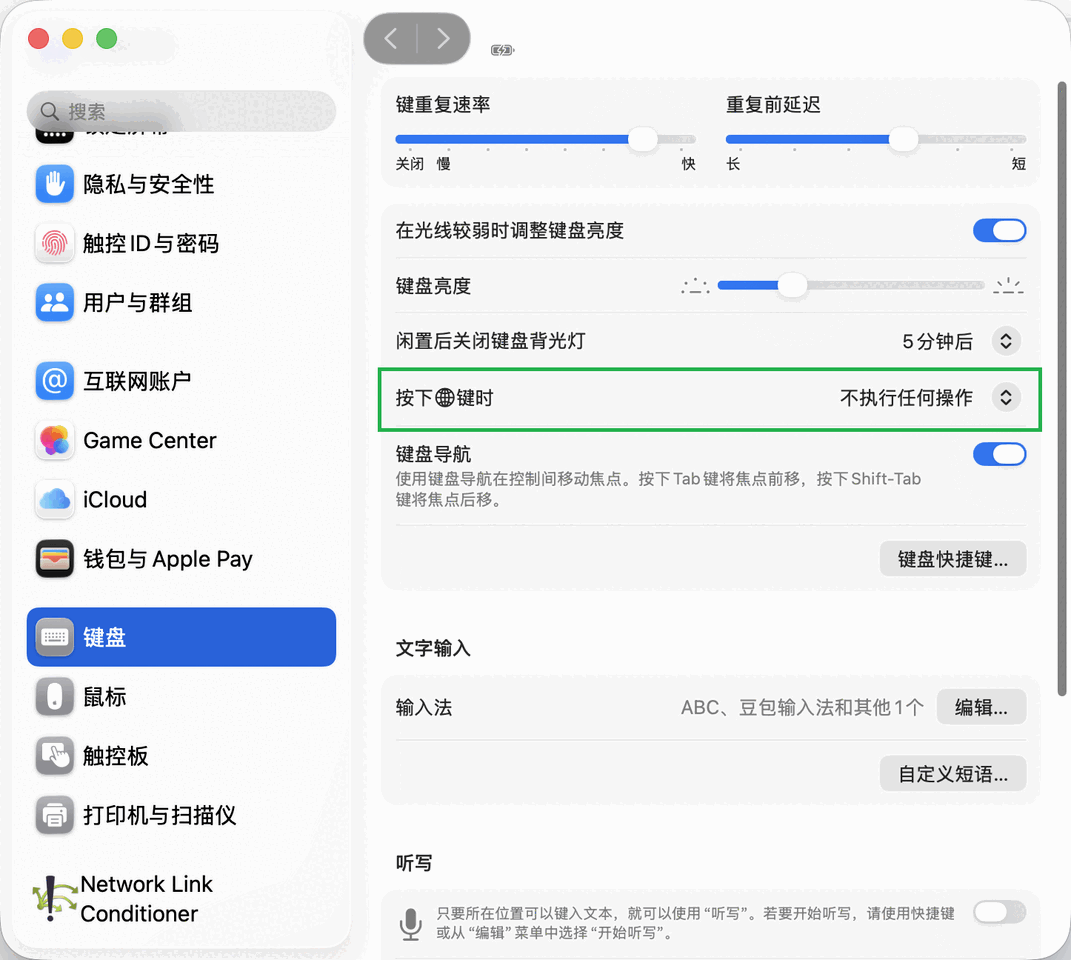 搜索
隐私与安全性
触控 ID 与密码
用户与群组
互联网账户
Game Center
iCloud
钱包与 Apple Pay
键盘
鼠标
触控板
打印机与扫描仪
Network Link
Conditioner
键重复速率
重复前延迟
关闭 慢 快
长 短
在光线较弱时调整键盘亮度
键盘亮度
闲置后关闭键盘背光灯 5 分钟后
按下🌐键时 不执行任何操作
键盘导航
使用键盘导航在控制间移动焦点。按下 Tab 键将焦点前移，按下 Shift-Tab
键将焦点后移。
键盘快捷键...
文字输入
输入法 ABC、豆包输入法和其他 1 个 编辑...
自定义短语...
听写
只要所在位置可以键入文本，就可以使用“听写”。若要开始听写，请使用快捷键
或从“编辑”菜单中选择“开始听写”。